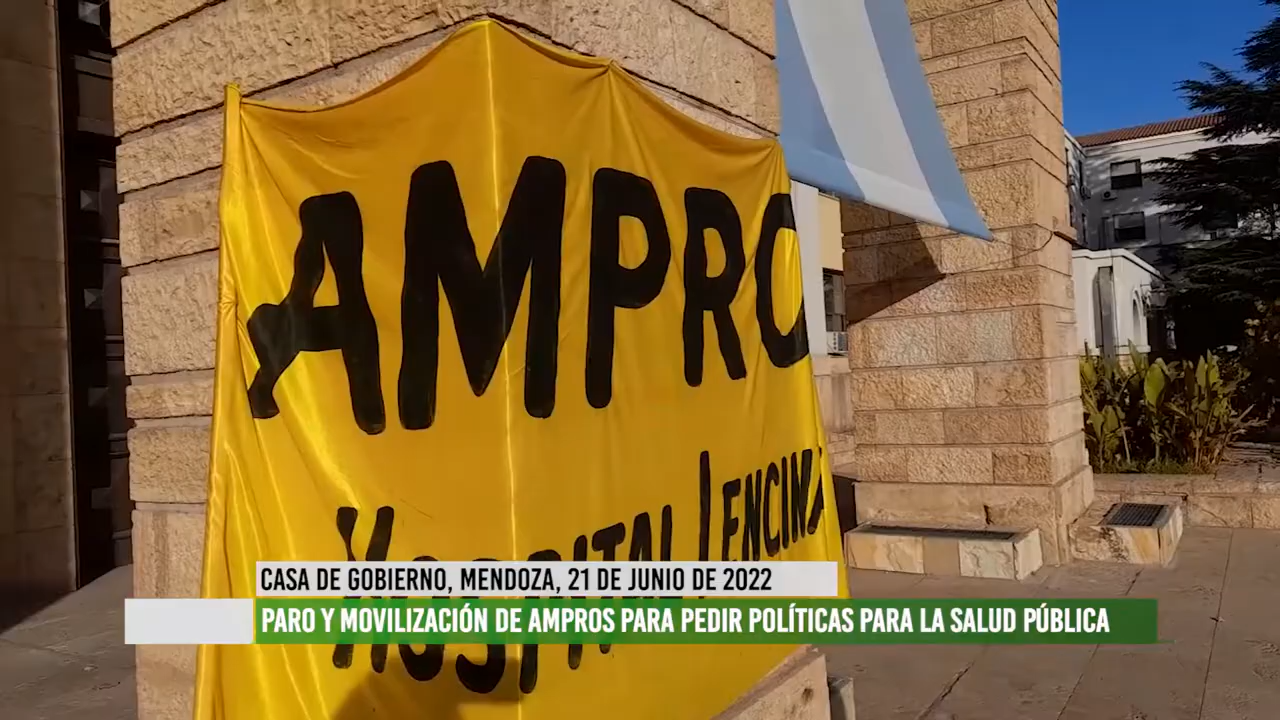 AMPRO
HOSPITAL LENCINA
CASA DE GOBIERNO, MENDOZA, 21 DE JUNIO DE 2022
PARO Y MOVILIZACIÓN DE AMPROS PARA PEDIR POLÍTICAS PARA LA SALUD PÚBLICA